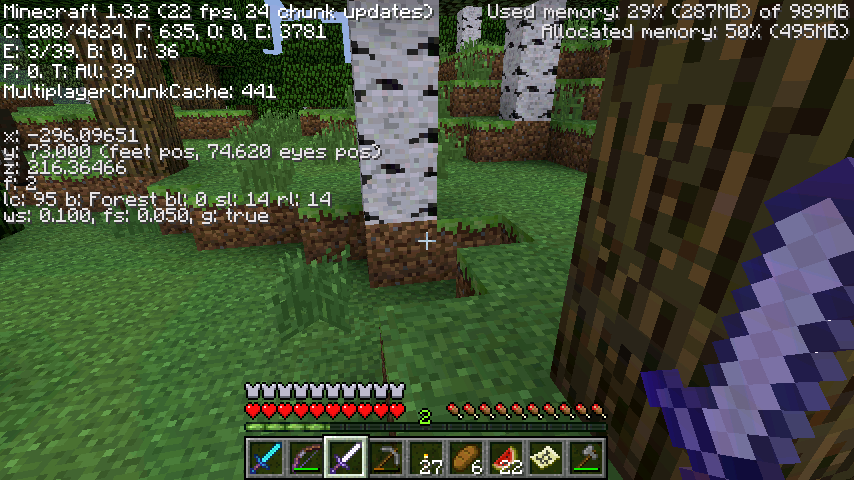 Minecraft 1.3.2 (22 fps, 24 chunk updates)
Used memory: 29% (287MB) of 989MB
C: 208/4624, F: 635, O: 0, E: 3781
Allocated memory: 50% (495MB)
E: 3/39, B: 0, I: 36
P: 0, T: All: 39
MultiplayerChunkCache: 441
x: -296.09651
y: 73.000 (feet pos, 74.620 eyes pos)
z: 216.36466
f: 2
lc: 95 b: Forest bl: 0 sl: 14 rl: 14
ws: 0.100, fs: 0.050, g: true
2
27 6 22